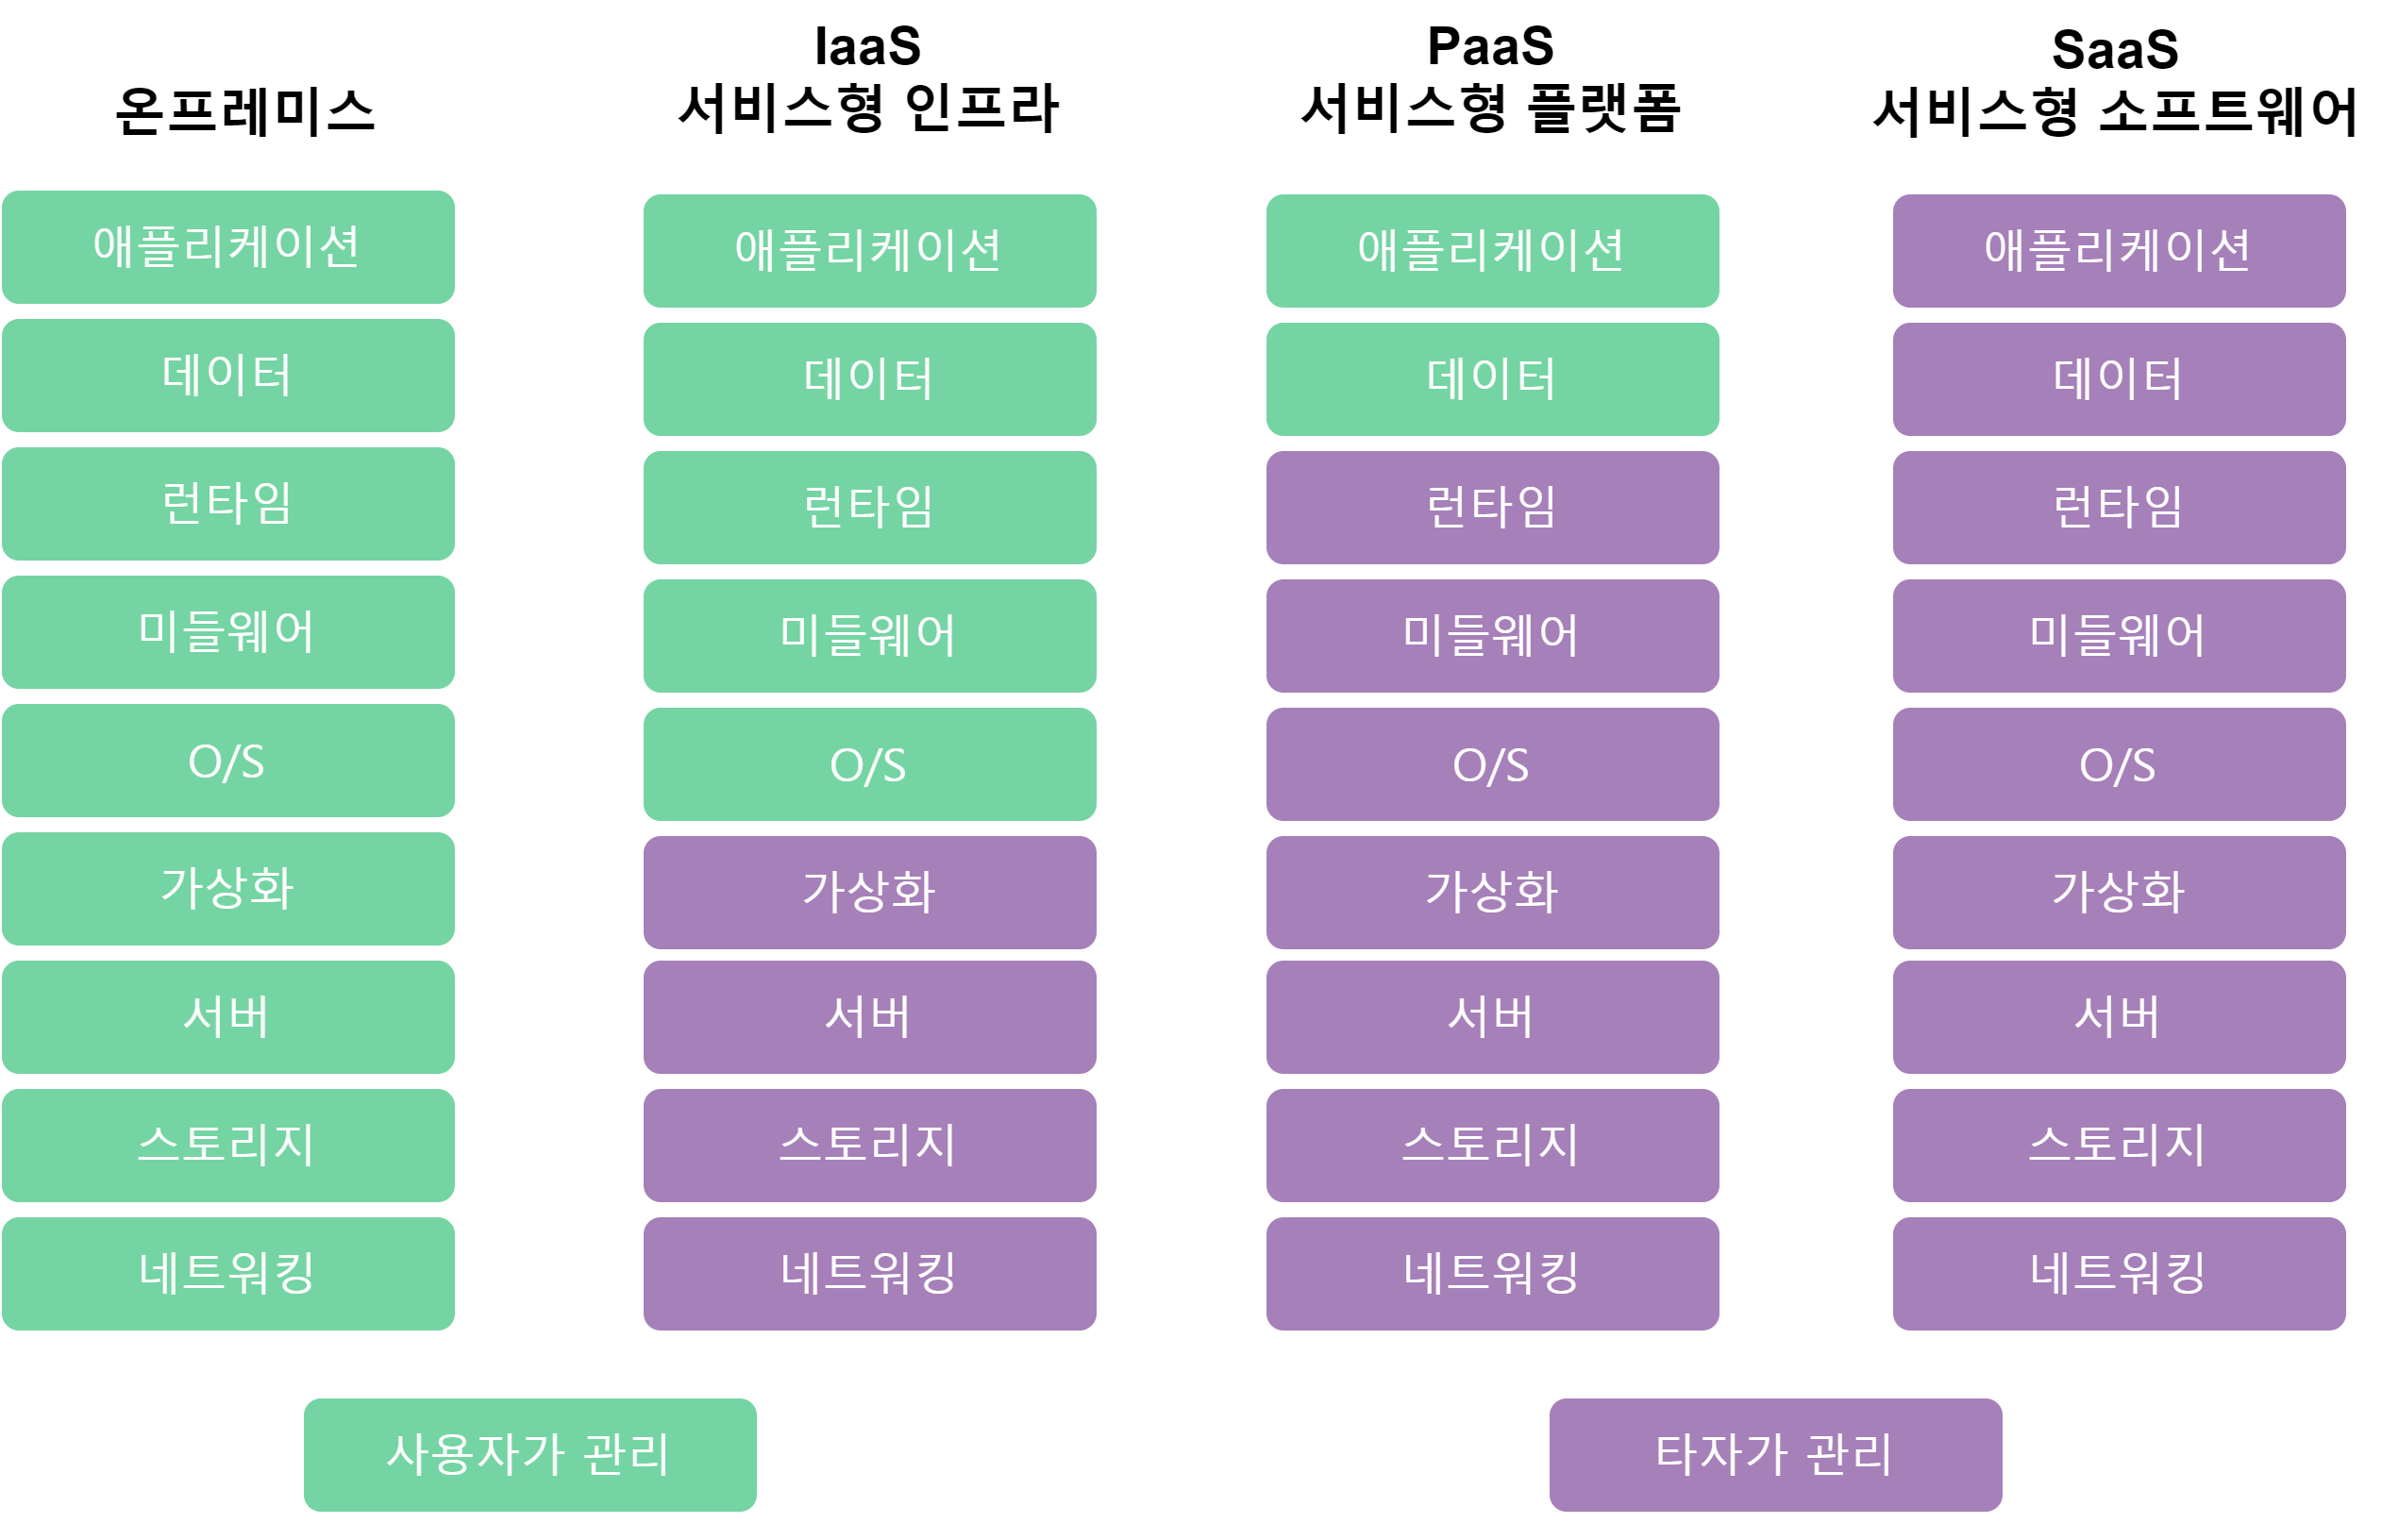 온프레미스
IaaS
서비스형 인프라
PaaS
서비스형 플랫폼
SaaS
서비스형 소프트웨어
애플리케이션
데이터
런타임
미들웨어
O/S
가상화
서버
스토리지
네트워킹
애플리케이션
데이터
런타임
미들웨어
O/S
가상화
서버
스토리지
네트워킹
애플리케이션
데이터
런타임
미들웨어
O/S
가상화
서버
스토리지
네트워킹
애플리케이션
데이터
런타임
미들웨어
O/S
가상화
서버
스토리지
네트워킹
사용자가 관리
타자가 관리